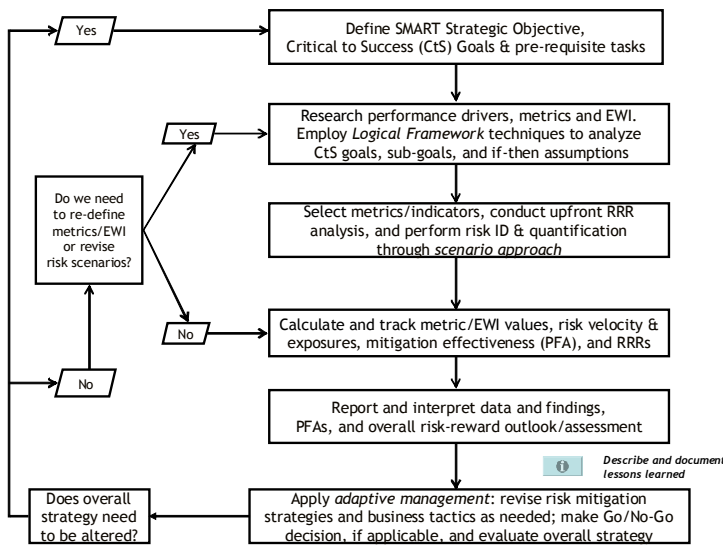 Yes
Define SMART Strategic Objective,
Critical to Success (CtS) Goals & pre-requisite tasks
Research performance drivers, metrics and EWI.
Employ Logical Framework techniques to analyze
CtS goals, sub-goals, and if-then assumptions
Yes
Do we need
to re-define
metrics/EWI
or revise
risk scenarios?
Select metrics/indicators, conduct upfront RRR
analysis, and perform risk ID & quantification
through scenario approach
No
Calculate and track metric/EWI values, risk velocity &
exposures, mitigation effectiveness (PFA), and RRRs
No
Report and interpret data and findings,
PFAs, and overall risk-reward outlook/assessment
Describe and document
lessons learned
Does overall
strategy need
to be altered?
Apply adaptive management: revise risk mitigation
strategies and business tactics as needed; make Go/No-Go
decision, if applicable, and evaluate overall strategy